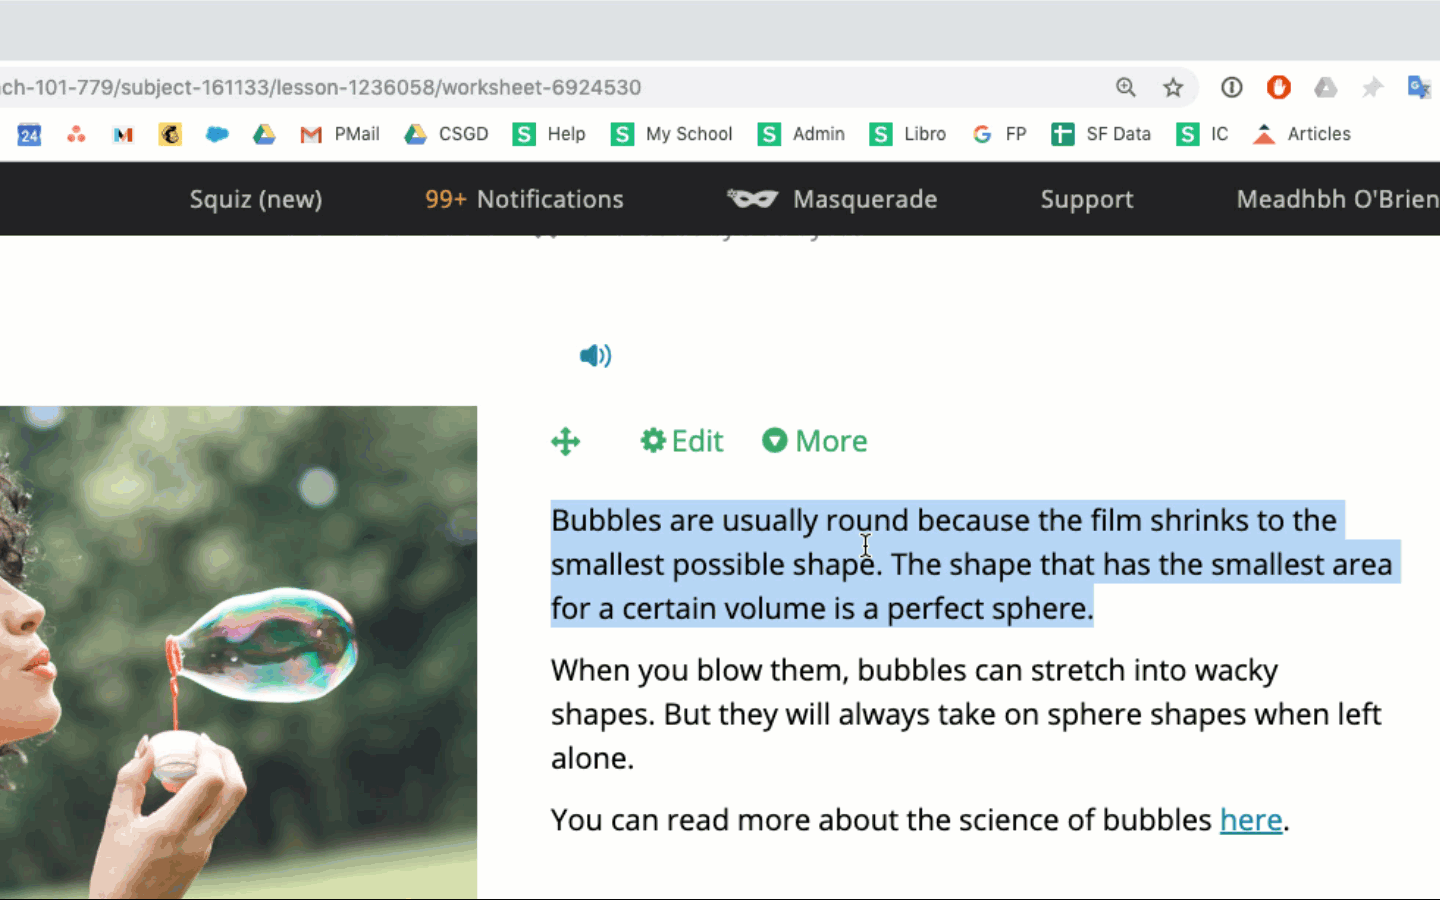 ch-101-779/subject-161133/lesson-1236058/worksheet-6924530
24 M PMail CSGD S Help S My School S Admin S Libro G FP SF Data S IC Articles
Squiz (new) 99+ Notifications Masquerade Support Meadhbh O'Brien
Edit More
Bubbles are usually round because the film shrinks to the
smallest possible shape. The shape that has the smallest area
for a certain volume is a perfect sphere.
When you blow them, bubbles can stretch into wacky
shapes. But they will always take on sphere shapes when left
alone.
You can read more about the science of bubbles here.